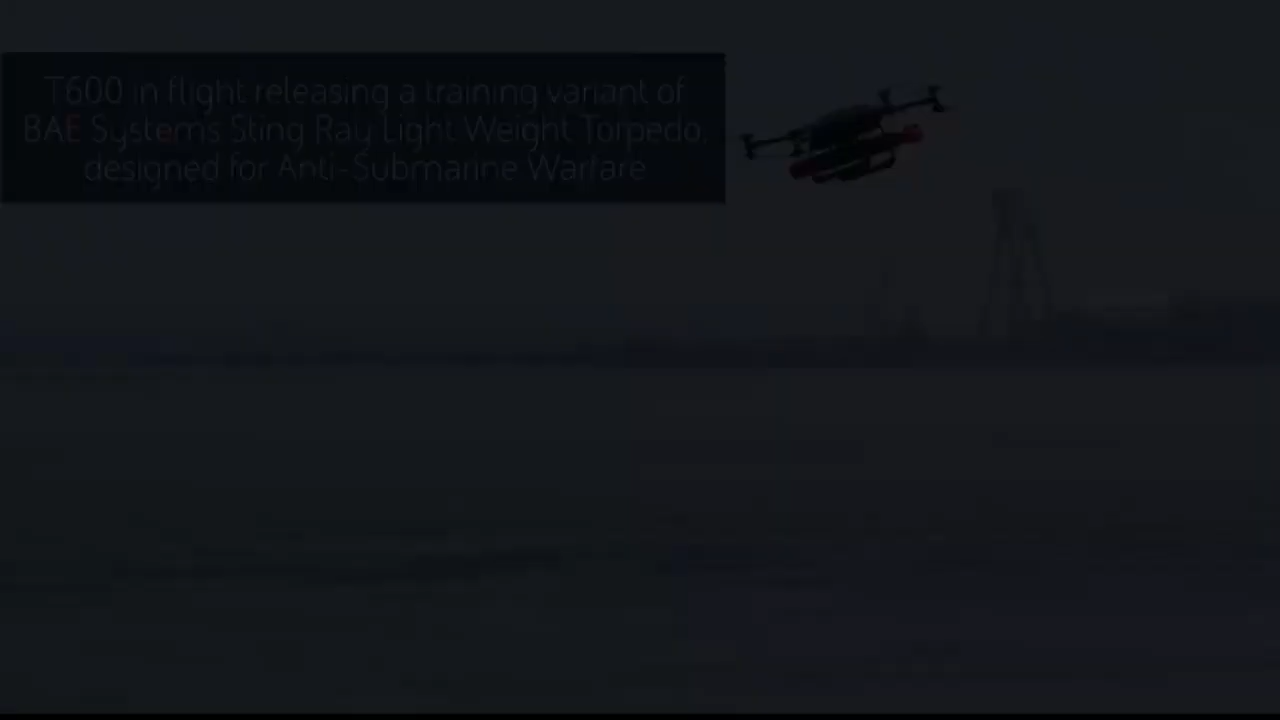 T600 in flight releasing a training variant of
BAE Systems Sting Ray Light Weight Torpedo,
designed for Anti-Submarine Warfare